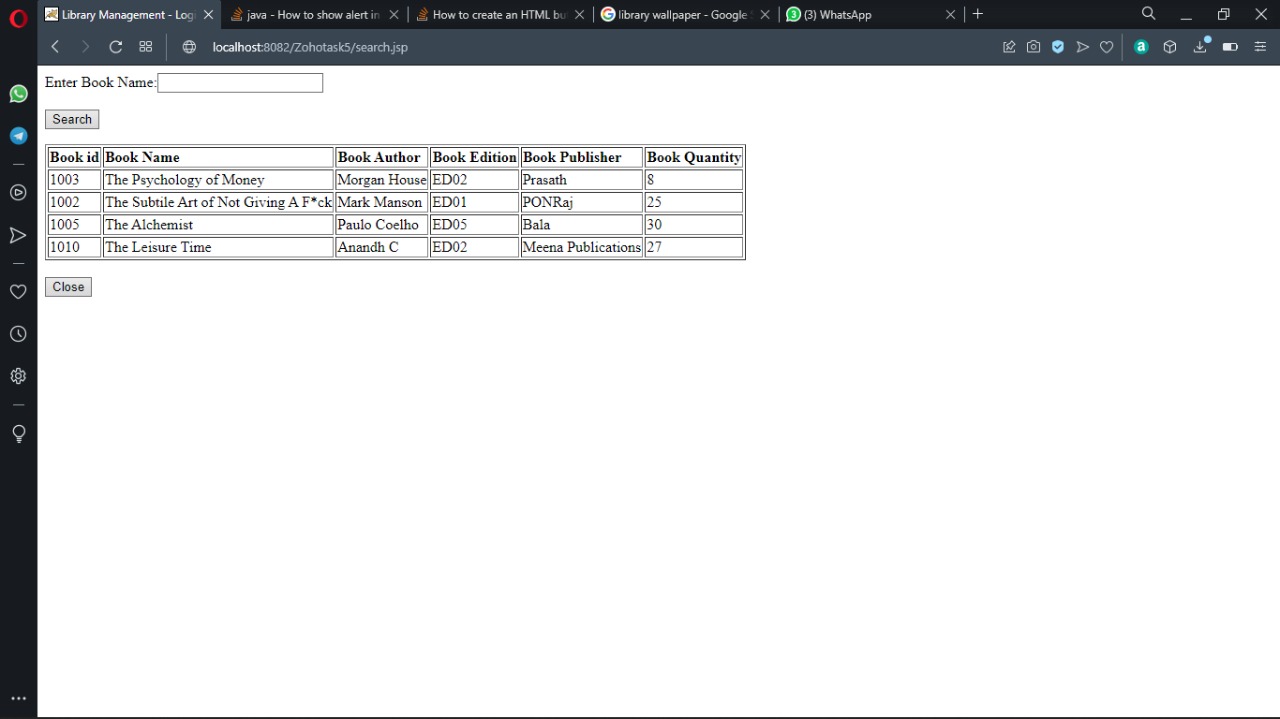 Library Management - Log
java - How to show alert in
How to create an HTML bu
library wallpaper - Google
(3) WhatsApp
localhost:8082/Zohotask5/search.jsp
Enter Book Name:
Search
Book id Book Name Book Author Book Edition Book Publisher Book Quantity
1003 The Psychology of Money Morgan House ED02 Prasath 8
1002 The Subtile Art of Not Giving A F*ck Mark Manson ED01 PONRaj 25
1005 The Alchemist Paulo Coelho ED05 Bala 30
1010 The Leisure Time Anandh C ED02 Meena Publications 27
Close